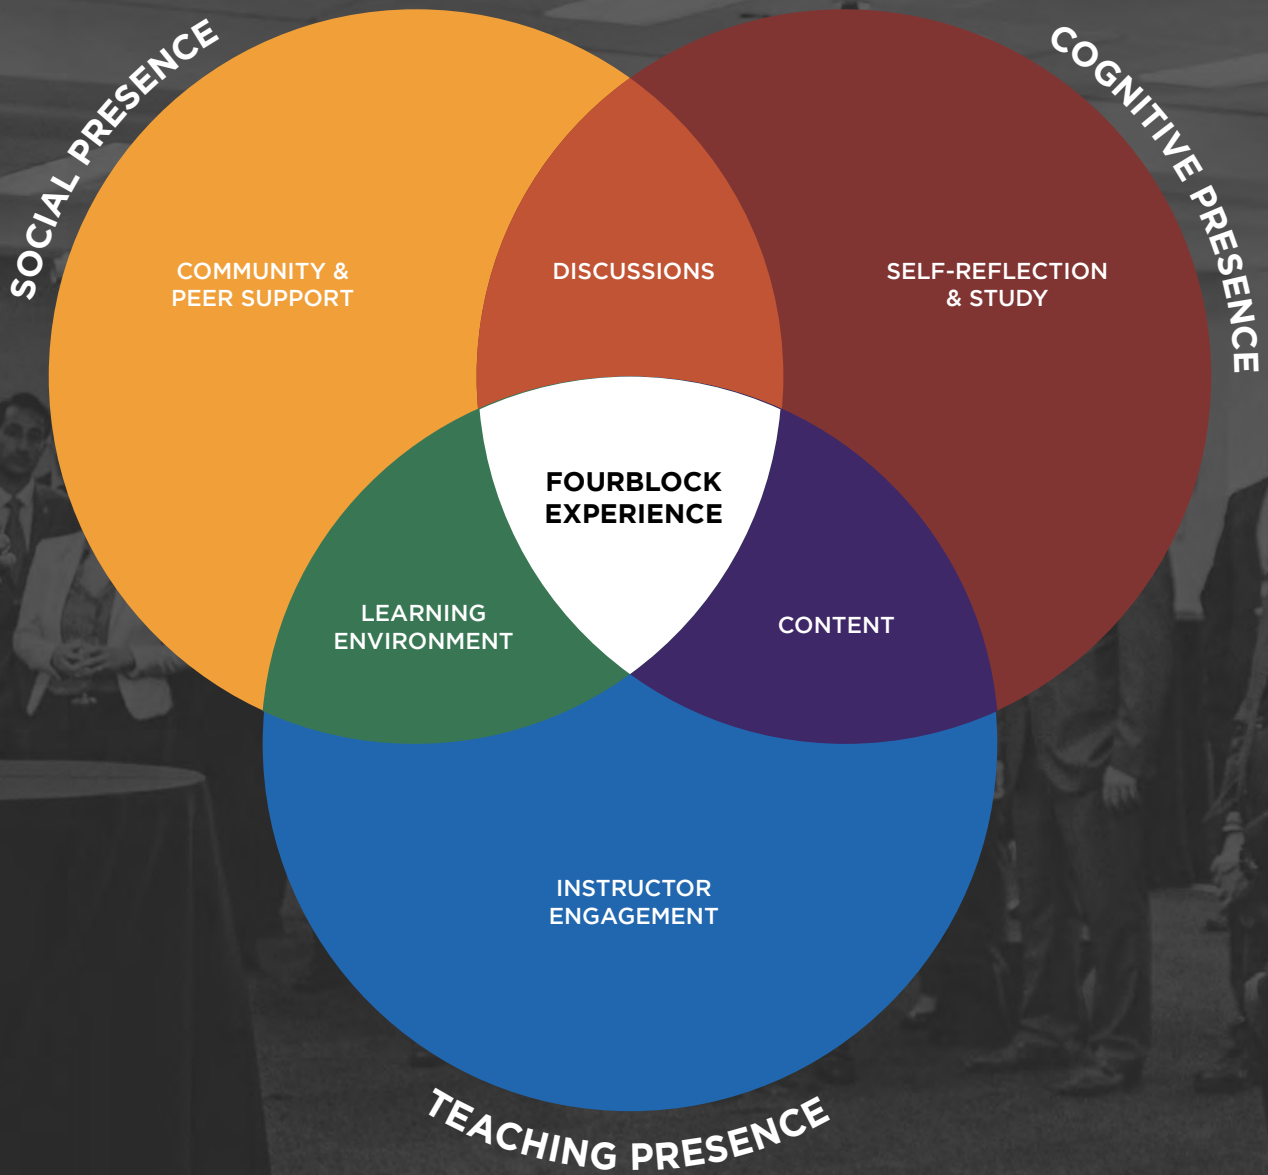 SOCIAL PRESENCE
COGNITIVE PRESENCE
COMMUNITY &
PEER SUPPORT
DISCUSSIONS
SELF-REFLECTION
& STUDY
FOURBLOCK
EXPERIENCE
LEARNING
ENVIRONMENT
CONTENT
INSTRUCTOR
ENGAGEMENT
TEACHING PRESENCE